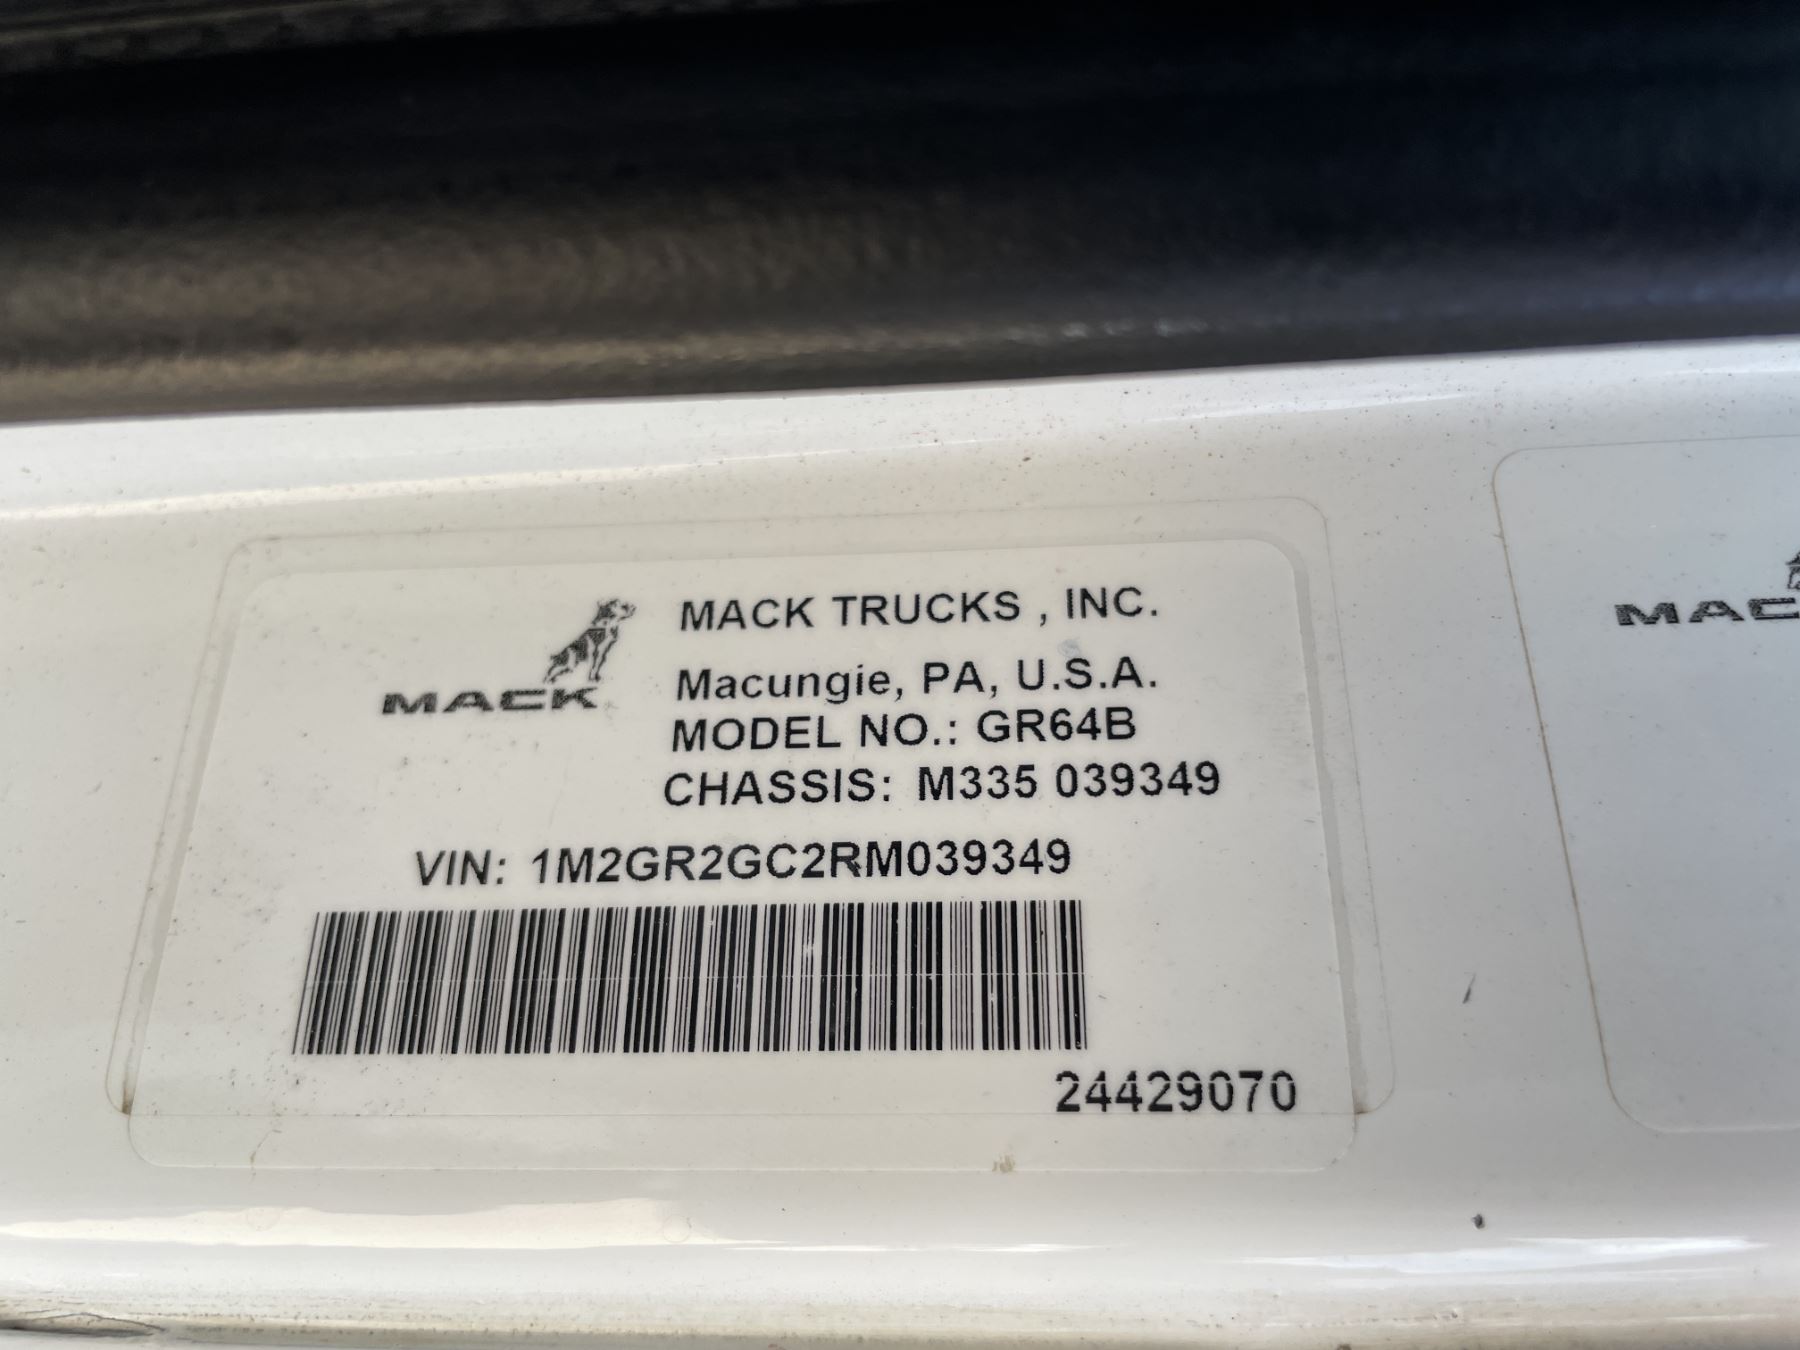 MACK TRUCKS , INC.
MACK
Macungie, PA, U.S.A.
MODEL NO.: GR64B
CHASSIS: M335 039349
VIN: 1M2GR2GC2RM039349
24429070
MAC